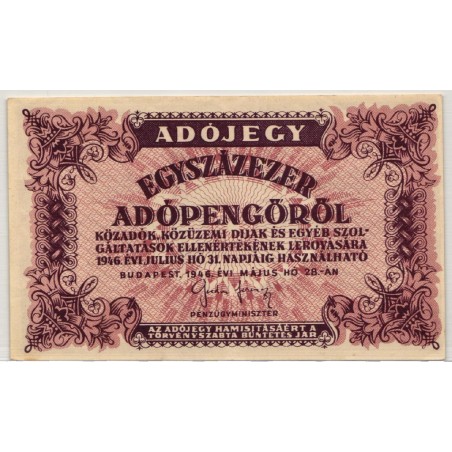 ADÓJEGY
EGYSZÁZEZER
ADÓPENGŐRŐL
KÖZADÓK, KÖZÜZEMI DIJAK ÉS EGYÉB SZOL-
GÁLTATÁSOK ELLENÉRTÉKÉNEK LEROVÁSÁRA
1946. ÉVI JULIUS HÓ 31. NAPJÁIG HASZNÁLHATÓ
BUDAPEST, 1946. ÉVI MÁJUS HÓ 28.-ÁN
PÉNZÜGYMINISZTER
AZ ADÓJEGY HAMISITÁSÁÉRT A
TÖRVÉNYSZABTA BÜNTETÉS JÁR